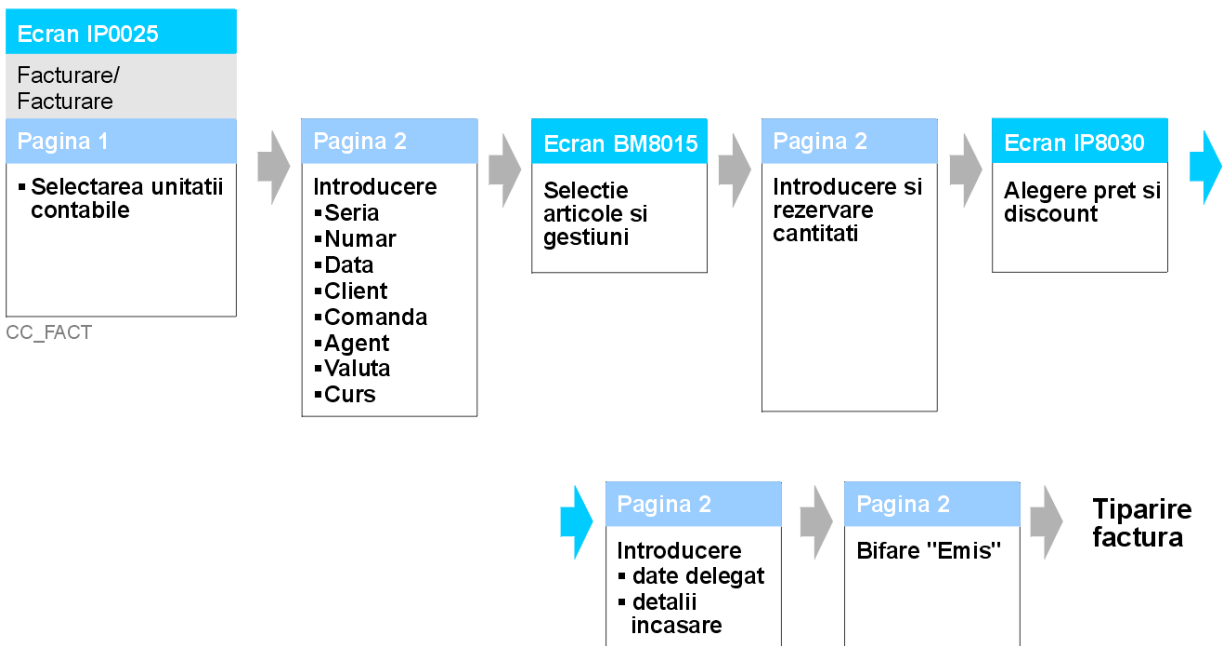 Ecran IP0025
Facturare/
Facturare
Pagina 1
▪ Selectarea unitatii
contabile
CC_FACT
Pagina 2
Introducere
▪Seria
▪Numar
▪Data
▪Client
▪Comanda
▪Agent
▪Valuta
▪Curs
Ecran BM8015
Selectie
articole si
gestiuni
Pagina 2
Introducere si
rezervare
cantitati
Ecran IP8030
Alegere pret si
discount
Pagina 2
Introducere
▪ date delegat
▪ detalii
incasare
Pagina 2
Bifare "Emis"
Tiparire
factura